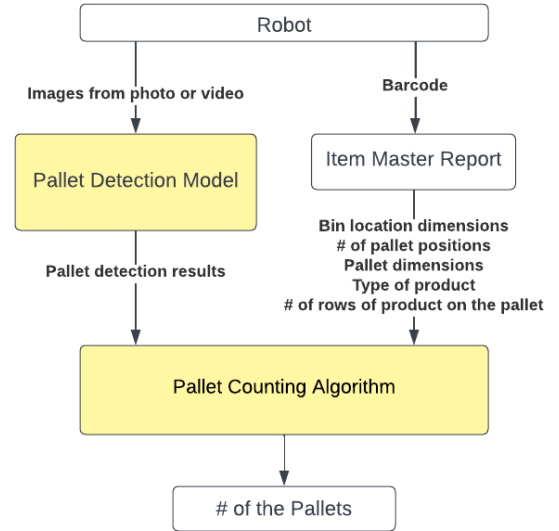 Robot
Images from photo or video
Barcode
Pallet Detection Model
Item Master Report
Pallet detection results
Bin location dimensions
# of pallet positions
Pallet dimensions
Type of product
# of rows of product on the pallet
Pallet Counting Algorithm
# of the Pallets